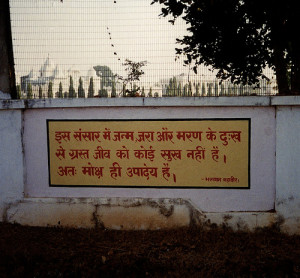 इस संसार में जन्म, जरा और मरण के दुःख
से ग्रस्त जीव को कोई सुख नहीं हैं।
अतः मोक्ष ही उपादेय हैं।
- भगवान महावीर